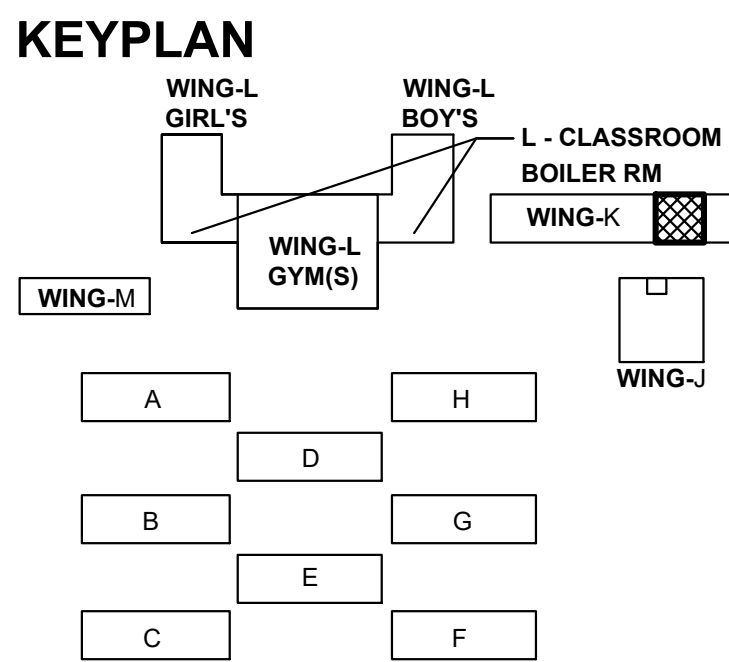 KEYPLAN
WING-L
GIRL'S
WING-L
BOY'S
L - CLASSROOM
BOILER RM
WING-K
WING-L
GYM(S)
WING-M
WING-J
A
H
D
B
G
E
C
F